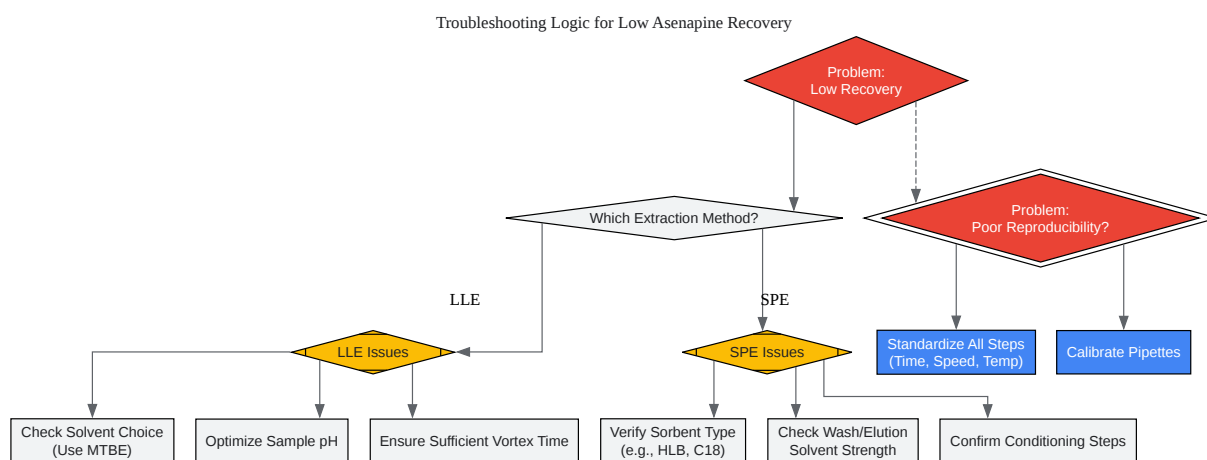 Troubleshooting Logic for Low Asenapine Recovery
Problem:
Low Recovery
Which Extraction Method?
Problem:
Poor Reproducibility?
LLE
SPE
LLE Issues
SPE Issues
Standardize All Steps
(Time, Speed, Temp)
Calibrate Pipettes
Check Solvent Choice
(Use MTBE)
Optimize Sample pH
Ensure Sufficient Vortex Time
Verify Sorbent Type
(e.g., HLB, C18)
Check Wash/Elution
Solvent Strength
Confirm Conditioning Steps